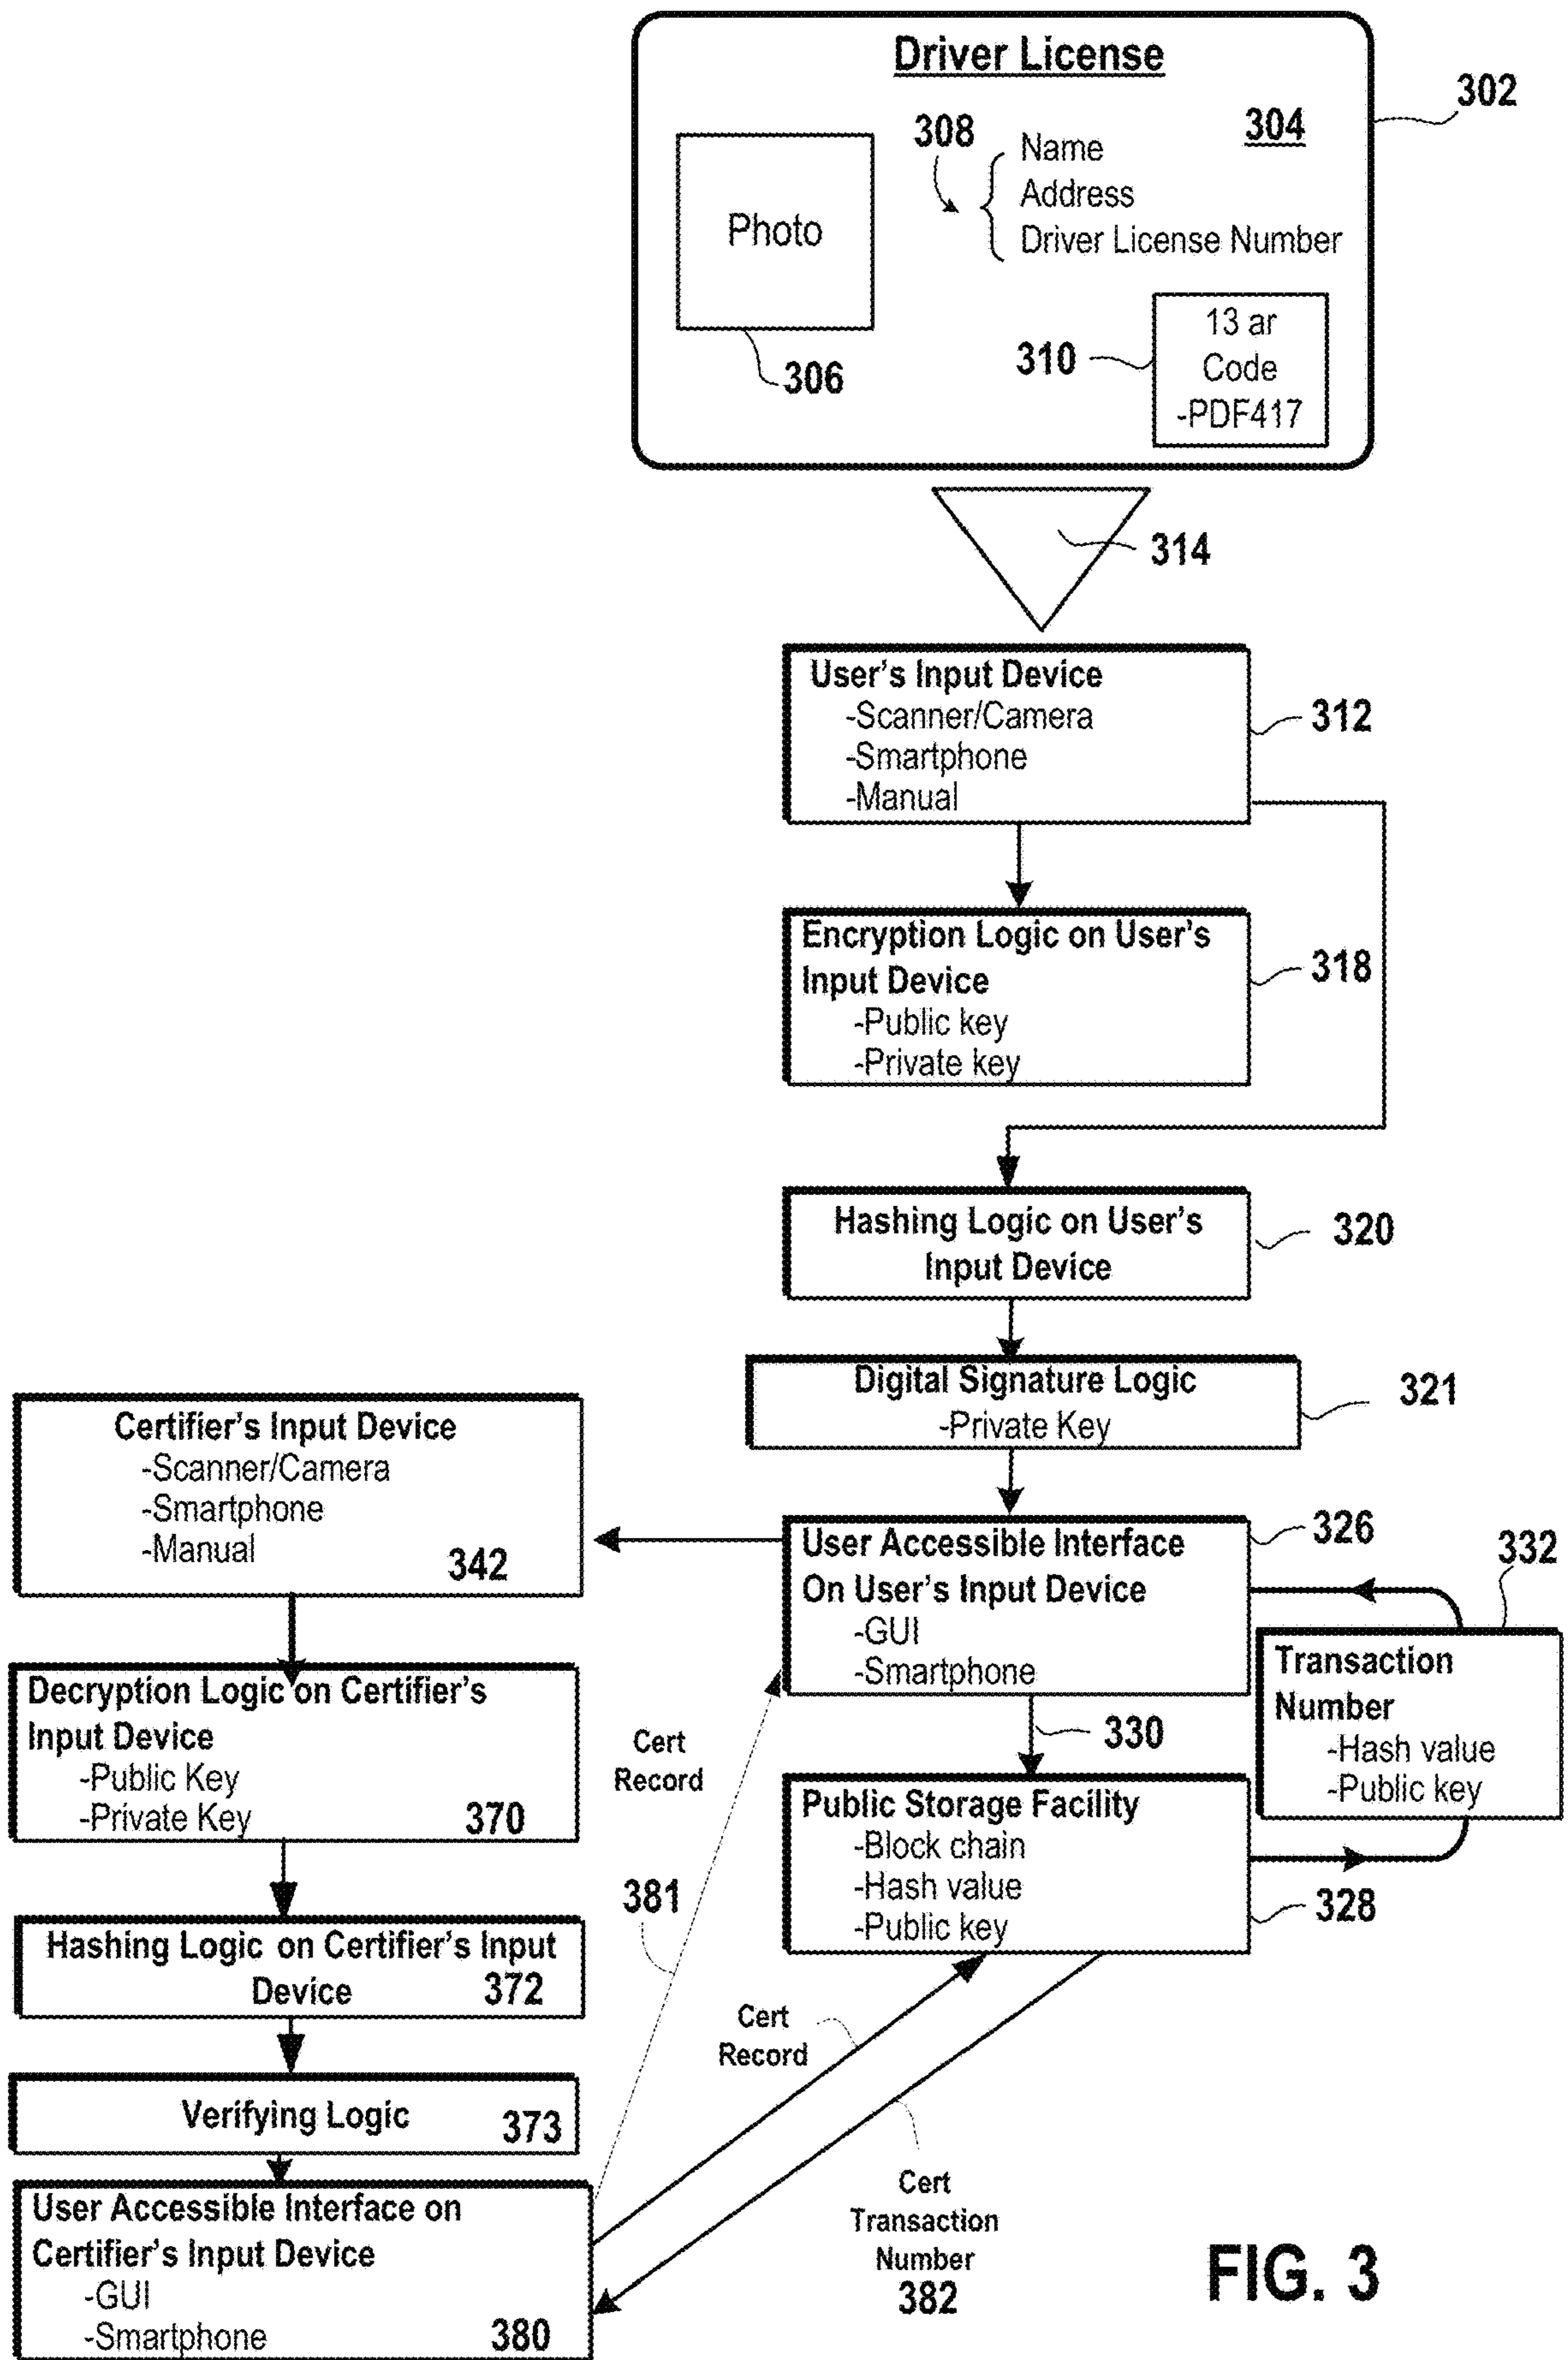 Driver License
302
304
308
Name
Address
Driver License Number
Photo
306
310
13 ar
Code
-PDF417
314
User's Input Device
-Scanner/Camera
-Smartphone
-Manual
312
Encryption Logic on User's
Input Device
-Public key
-Private key
318
Hashing Logic on User's
Input Device
320
Digital Signature Logic
-Private Key
321
Certifier's Input Device
-Scanner/Camera
-Smartphone
-Manual
342
User Accessible Interface
On User's Input Device
-GUI
-Smartphone
326
332
Transaction
Number
-Hash value
-Public key
330
Decryption Logic on Certifier's
Input Device
-Public Key
-Private Key
370
Cert
Record
381
Public Storage Facility
-Block chain
-Hash value
-Public key
328
Hashing Logic on Certifier's Input
Device
372
Cert
Record
Verifying Logic
373
User Accessible Interface on
Certifier's Input Device
-GUI
-Smartphone
380
Cert
Transaction
Number
382
FIG. 3